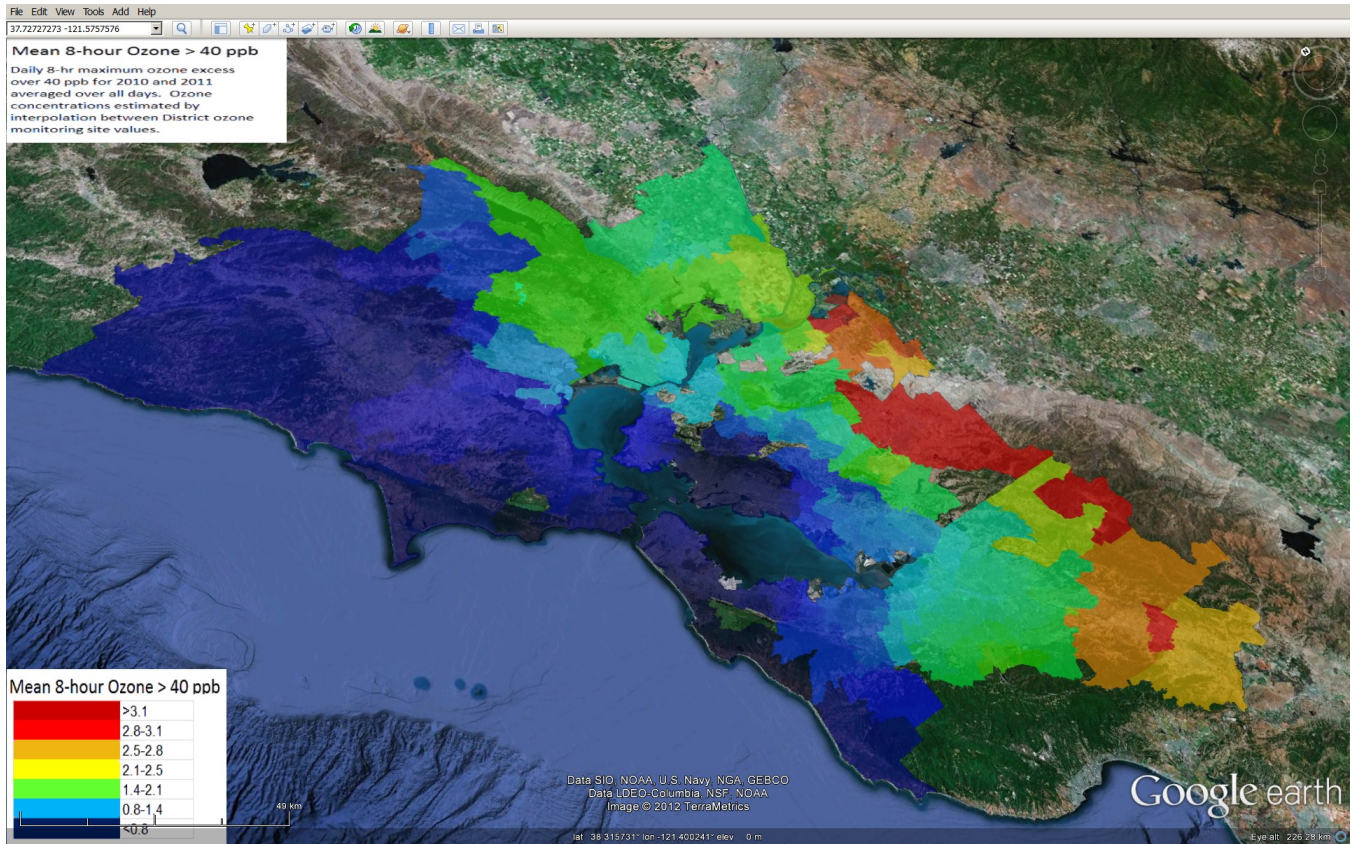 File Edit View Tools Add Help
37.72727273 -121.5757576
Mean 8-hour Ozone > 40 ppb
Daily 8-hr maximum ozone excess
over 40 ppb for 2010 and 2011
averaged over all days. Ozone
concentrations estimated by
interpolation between District ozone
monitoring site values.
Mean 8-hour Ozone > 40 ppb
>3.1
2.8-3.1
2.5-2.8
2.1-2.5
1.4-2.1
0.8-1.4
<0.8
49 km
Data SIO, NOAA, U.S. Navy, NGA, GEBCO
Data LDEO-Columbia, NSF, NOAA
Image © 2012 TerraMetrics
Google earth
lat 38.315731° lon -121.400241° elev 0 m
Eye alt 226.28 km